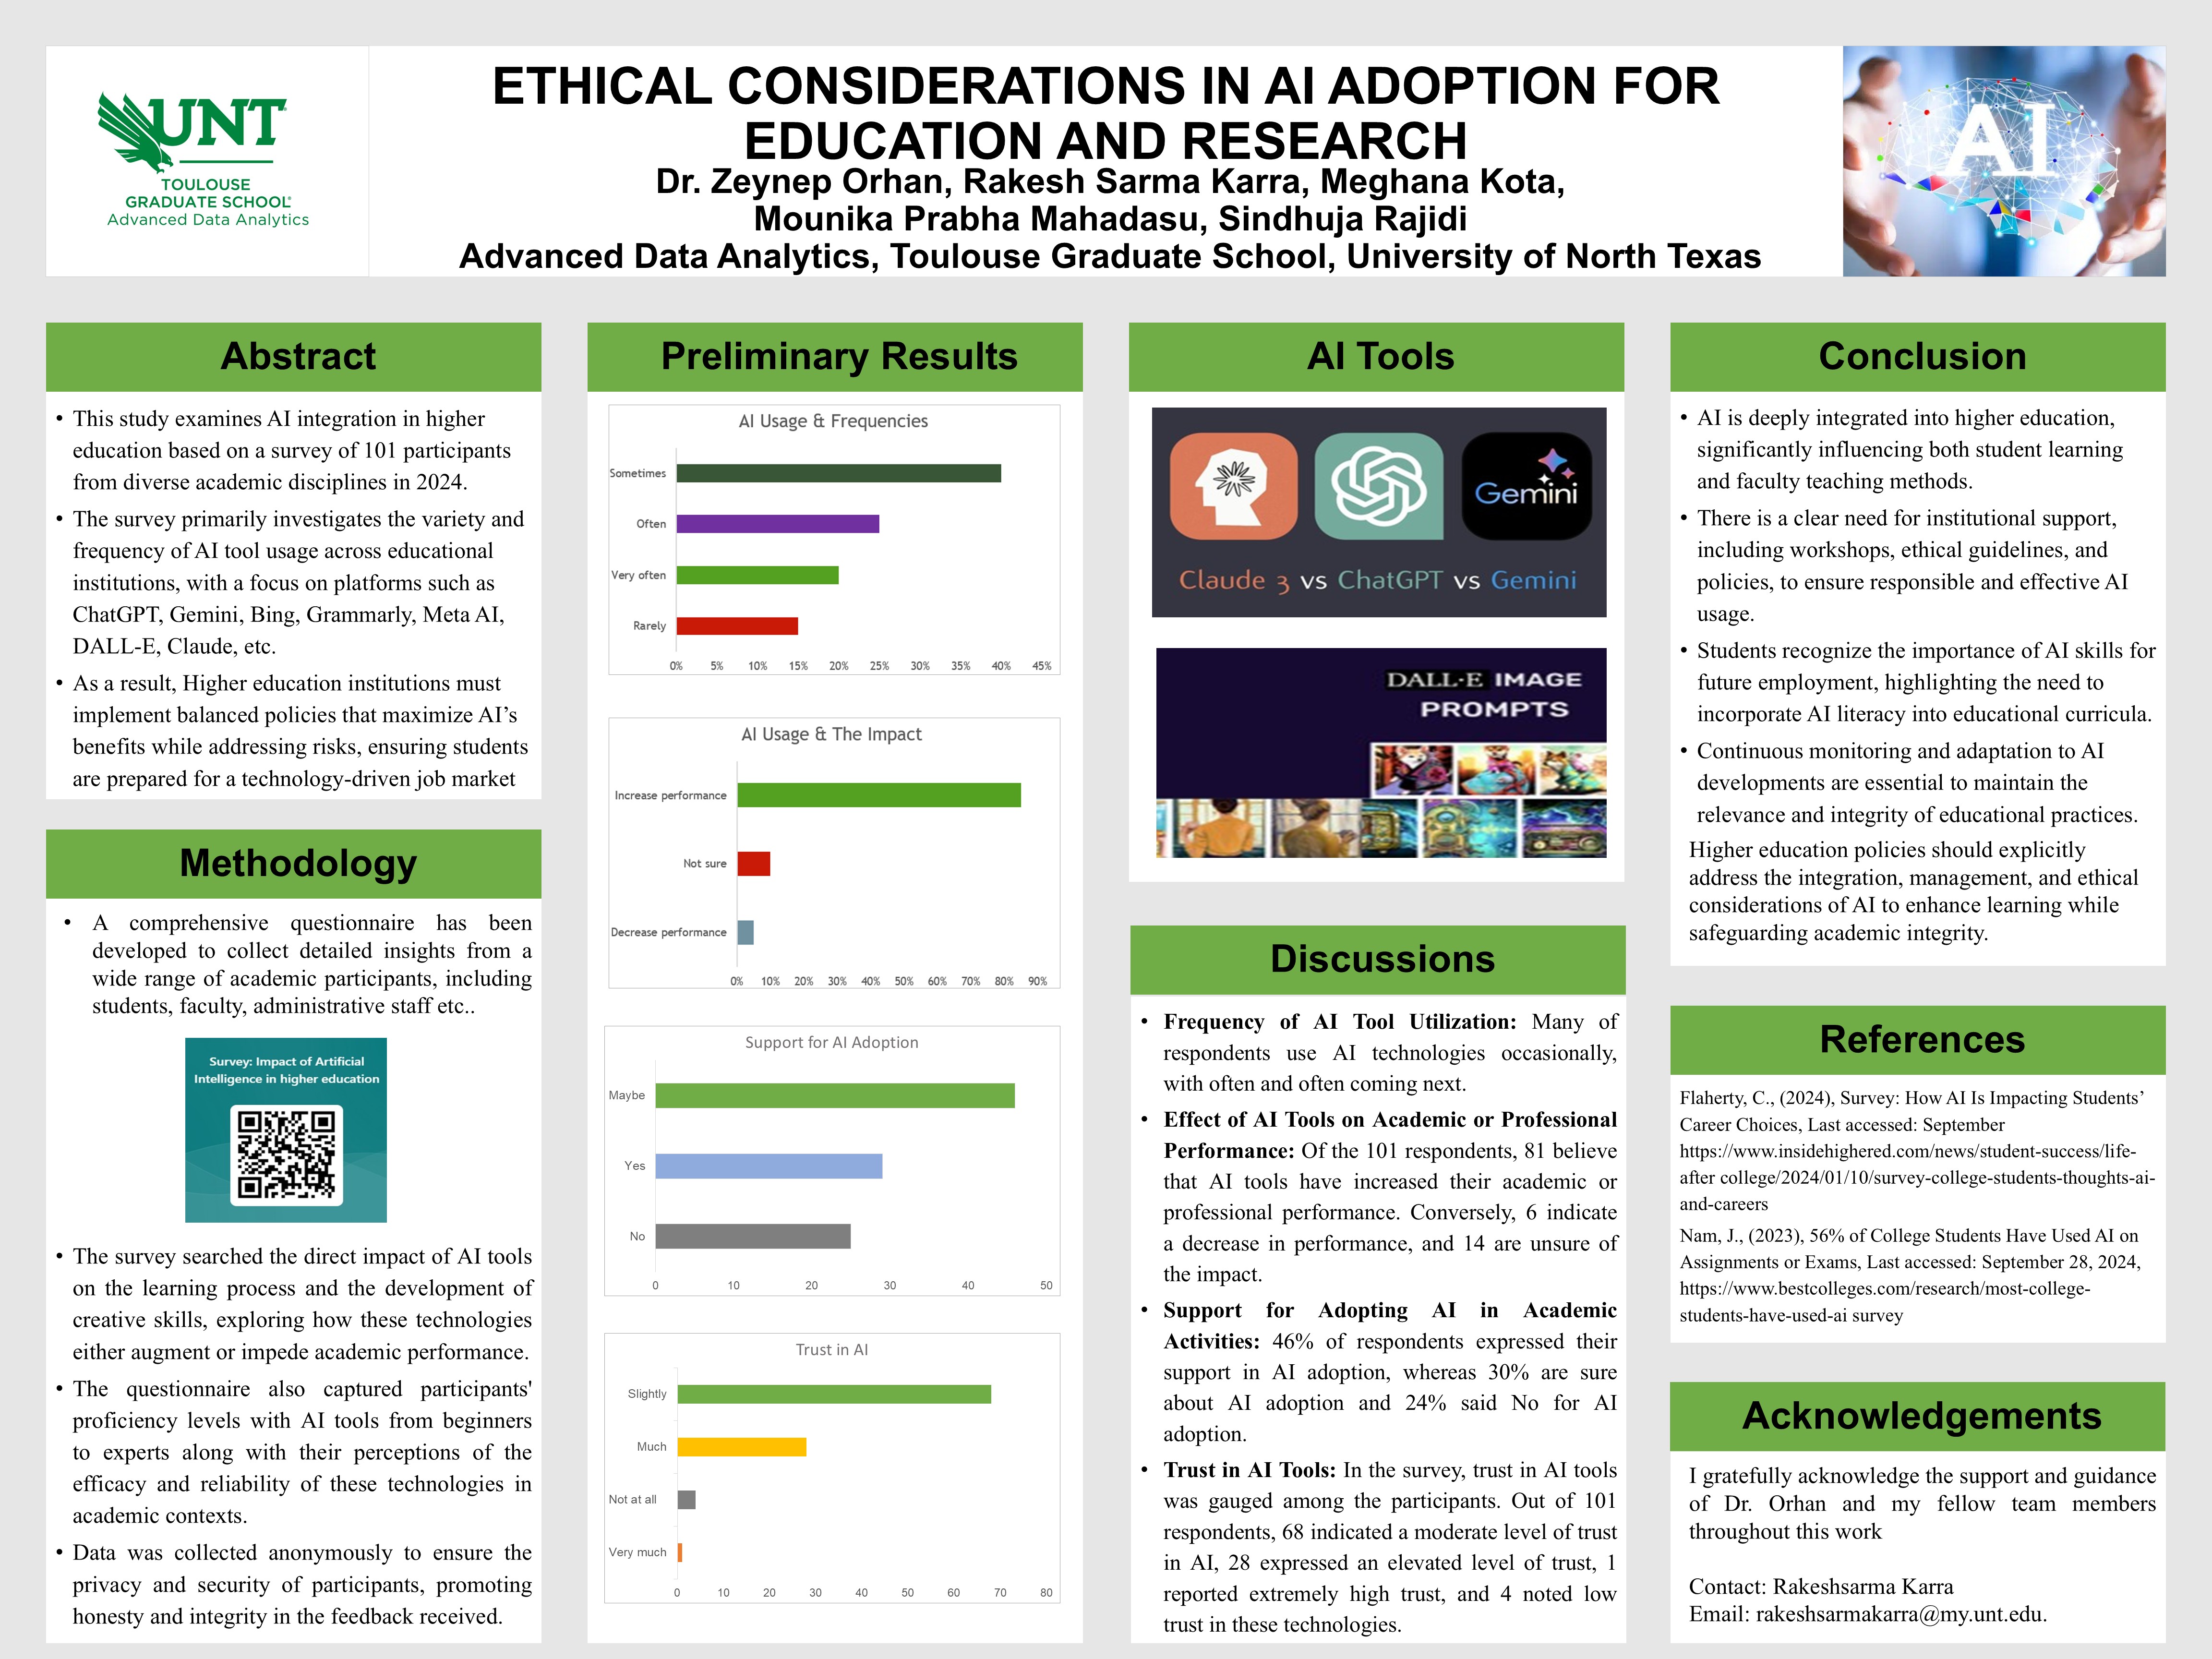 UNT
TOULOUSE
GRADUATE SCHOOL®
Advanced Data Analytics
ETHICAL CONSIDERATIONS IN AI ADOPTION FOR
EDUCATION AND RESEARCH
Dr. Zeynep Orhan, Rakesh Sarma Karra, Meghana Kota,
Mounika Prabha Mahadasu, Sindhuja Rajidi
Advanced Data Analytics, Toulouse Graduate School, University of North Texas
AI
Abstract
• This study examines AI integration in higher
education based on a survey of 101 participants
from diverse academic disciplines in 2024.
• The survey primarily investigates the variety and
frequency of AI tool usage across educational
institutions, with a focus on platforms such as
ChatGPT, Gemini, Bing, Grammarly, Meta AI,
DALL-E, Claude, etc.
• As a result, Higher education institutions must
implement balanced policies that maximize AI’s
benefits while addressing risks, ensuring students
are prepared for a technology-driven job market
Methodology
• A comprehensive questionnaire has been
developed to collect detailed insights from a
wide range of academic participants, including
students, faculty, administrative staff etc..
Survey: Impact of Artificial
Intelligence in higher education
• The survey searched the direct impact of AI tools
on the learning process and the development of
creative skills, exploring how these technologies
either augment or impede academic performance.
• The questionnaire also captured participants'
proficiency levels with AI tools from beginners
to experts along with their perceptions of the
efficacy and reliability of these technologies in
academic contexts.
• Data was collected anonymously to ensure the
privacy and security of participants, promoting
honesty and integrity in the feedback received.
Preliminary Results
AI Usage & Frequencies
Sometimes
Often
Very often
Rarely
0% 5% 10% 15% 20% 25% 30% 35% 40% 45%
AI Usage & The Impact
Increase performance
Not sure
Decrease performance
0% 10% 20% 30% 40% 50% 60% 70% 80% 90%
Support for AI Adoption
Maybe
Yes
No
0 10 20 30 40 50
Trust in AI
Slightly
Much
Not at all
Very much
0 10 20 30 40 50 60 70 80
AI Tools
Gemini
Claude 3 vs ChatGPT vs Gemini
DALL·E IMAGE
PROMPTS
Discussions
• Frequency of AI Tool Utilization: Many of
respondents use AI technologies occasionally,
with often and often coming next.
• Effect of AI Tools on Academic or Professional
Performance: Of the 101 respondents, 81 believe
that AI tools have increased their academic or
professional performance. Conversely, 6 indicate
a decrease in performance, and 14 are unsure of
the impact.
• Support for Adopting AI in Academic
Activities: 46% of respondents expressed their
support in AI adoption, whereas 30% are sure
about AI adoption and 24% said No for AI
adoption.
• Trust in AI Tools: In the survey, trust in AI tools
was gauged among the participants. Out of 101
respondents, 68 indicated a moderate level of trust
in AI, 28 expressed an elevated level of trust, 1
reported extremely high trust, and 4 noted low
trust in these technologies.
Conclusion
• AI is deeply integrated into higher education,
significantly influencing both student learning
and faculty teaching methods.
• There is a clear need for institutional support,
including workshops, ethical guidelines, and
policies, to ensure responsible and effective AI
usage.
• Students recognize the importance of AI skills for
future employment, highlighting the need to
incorporate AI literacy into educational curricula.
• Continuous monitoring and adaptation to AI
developments are essential to maintain the
relevance and integrity of educational practices.
Higher education policies should explicitly
address the integration, management, and ethical
considerations of AI to enhance learning while
safeguarding academic integrity.
References
Flaherty, C., (2024), Survey: How AI Is Impacting Students’
Career Choices, Last accessed: September
https://www.insidehighered.com/news/student-success/life-
after college/2024/01/10/survey-college-students-thoughts-ai-
and-careers
Nam, J., (2023), 56% of College Students Have Used AI on
Assignments or Exams, Last accessed: September 28, 2024,
https://www.bestcolleges.com/research/most-college-
students-have-used-ai survey
Acknowledgements
I gratefully acknowledge the support and guidance
of Dr. Orhan and my fellow team members
throughout this work
Contact: Rakeshsarma Karra
Email: rakeshsarmakarra@my.unt.edu.